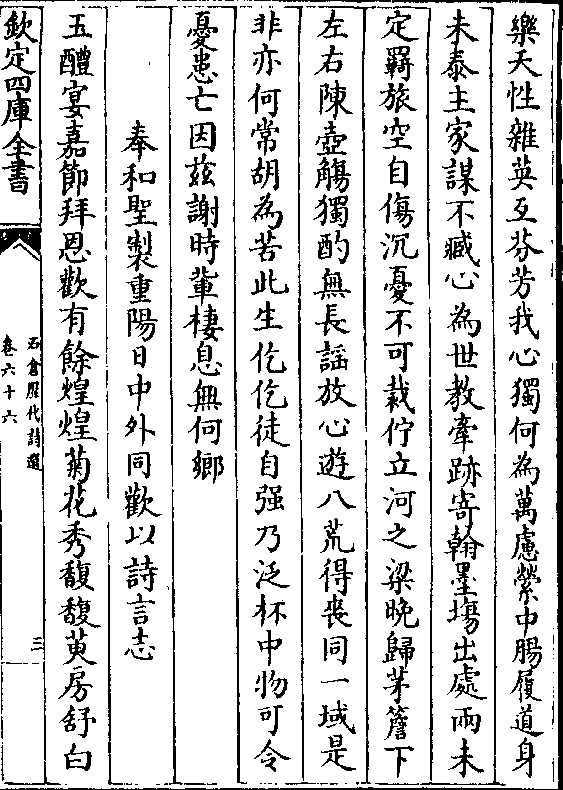 樂天性雜英互芬芳我心獨何為萬慮縈中腸履道身
未泰主家謀不臧心為世教牽跡寄翰墨場出處兩未
定羇旅空自傷沉憂不可裁佇立河之梁晚歸茅簷下
左右陳壺觴獨酌無長謡放心遊八荒得喪同一域是
非亦何常胡為苦此生仡仡徒自强乃泛杯中物可令
憂患亡因兹謝時輩棲息無何鄉
奉和聖製重陽日中外同歡以詩言志
玉醴宴嘉節拜恩歡有餘煌煌菊花秀馥馥萸房舒白
欽定四庫全書
石倉歷代詩選
卷六十六
三